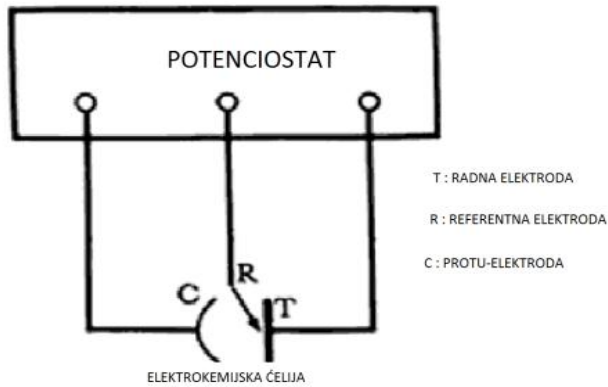 POTENCIOSTAT
T : RADNA ELEKTRODA
R : REFERENTNA ELEKTRODA
C : PROTU-ELEKTRODA
C
R
T
ELEKTROKEMIJSKA ĆELIJA